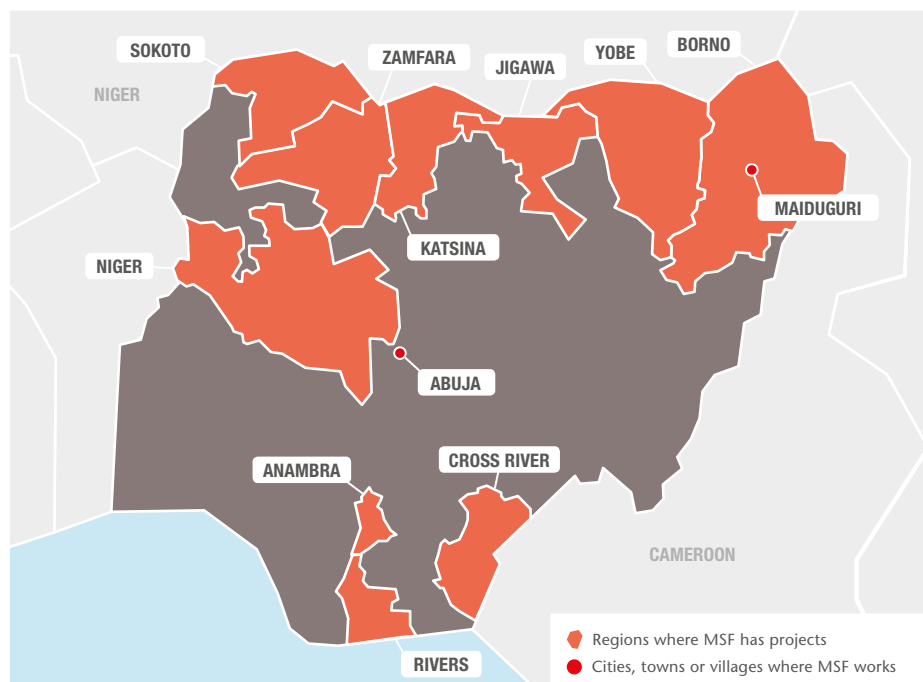 BORNO
SOKOTO
YOBE
ZAMFARA
JIGAWA
NIGER
MAIDUGURI
KATSINA
NIGER
ABUJA
CROSS RIVER
ANAMBRA
CAMEROON
Regions where MSF has projects
RIVERS
Cities, towns or villages where MSF works